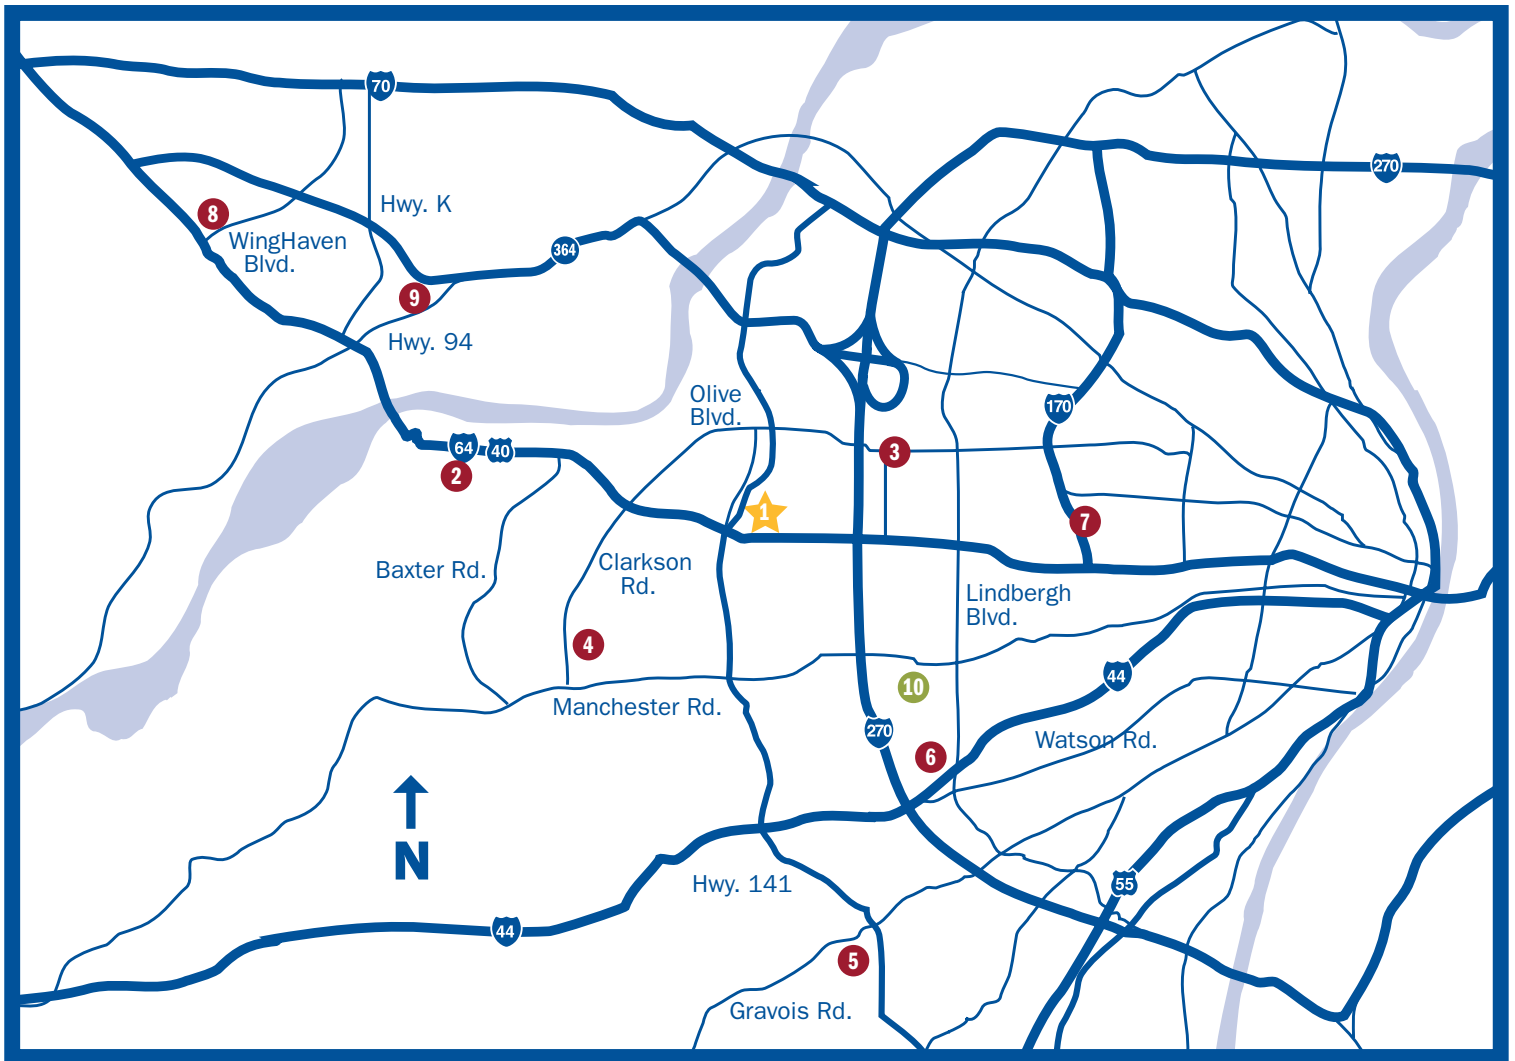 70
270
Hwy. K
8
WingHaven
Blvd.
364
9
Hwy. 94
Olive
Blvd.
170
64
40
3
2
1
7
Baxter Rd.
Clarkson
Rd.
Lindbergh
Blvd.
4
44
10
Manchester Rd.
270
Watson Rd.
6
N
Hwy. 141
55
44
5
Gravois Rd.